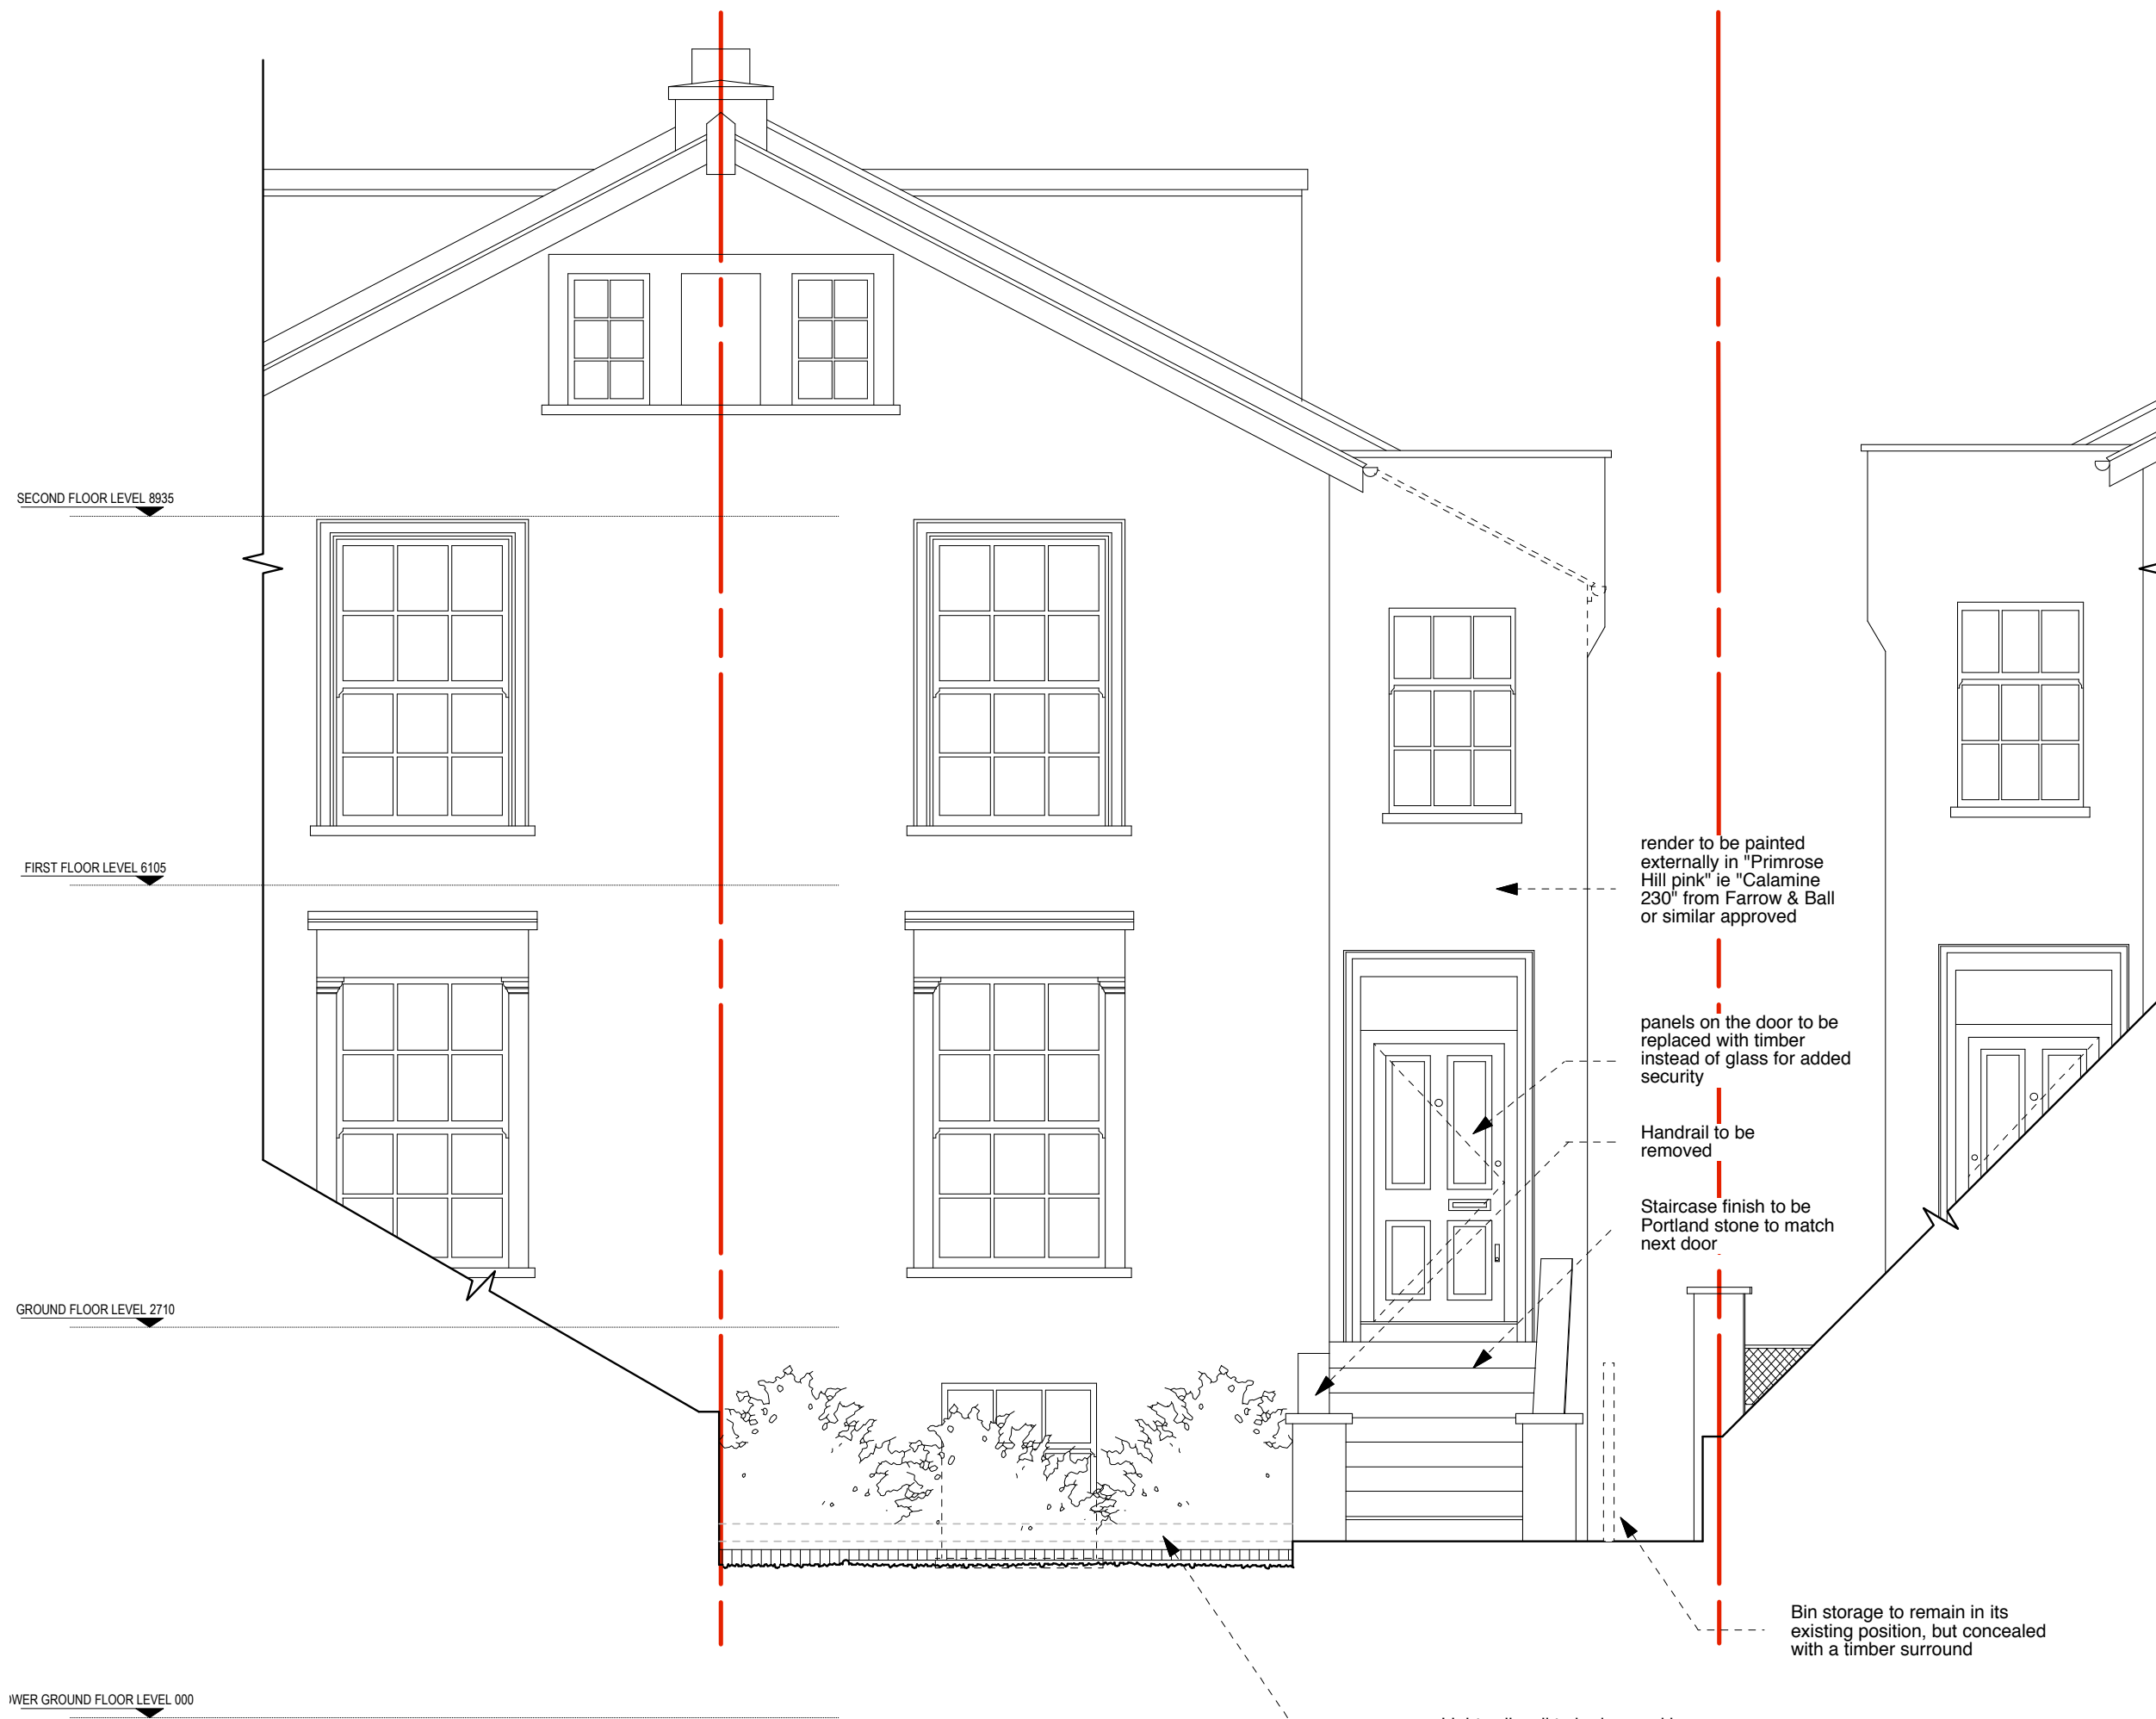 SECOND FLOOR LEVEL 8935
FIRST FLOOR LEVEL 6105
render to be painted
externally in "Primrose
Hill pink" ie "Calamine
230" from Farrow & Ball
or similar approved
panels on the door to be
replaced with timber
instead of glass for added
security
Handrail to be
removed
Staircase finish to be
Portland stone to match
next door
GROUND FLOOR LEVEL 2710
Bin storage to remain in its
existing position, but concealed
with a timber surround
GROUND FLOOR LEVEL 000